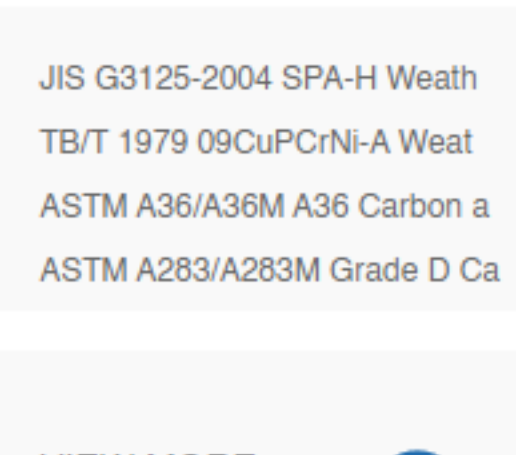 JIS G3125-2004 SPA-H Weath
TB/T 1979 09CuPCrNi-A Weat
ASTM A36/A36M A36 Carbon a
ASTM A283/A283M Grade D Ca